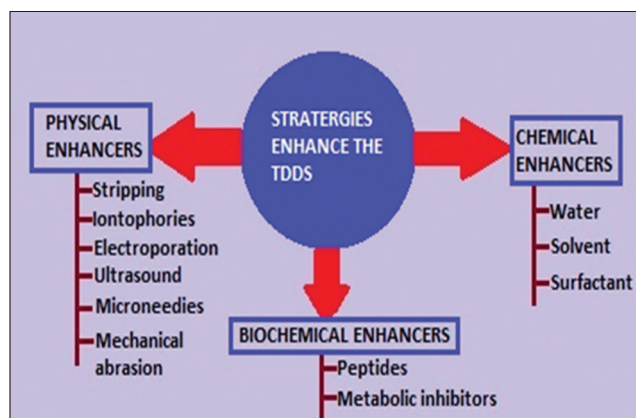 STRATERGIES
ENHANCE THE
TDDS
PHYSICAL
ENHANCERS
Stripping
Iontophories
Electroporation
Ultrasound
Microneedies
Mechanical
abrasion
BIOCHEMICAL ENHANCERS
Peptides
Metabolic inhibitors
CHEMICAL
ENHANCERS
Water
Solvent
Surfactant